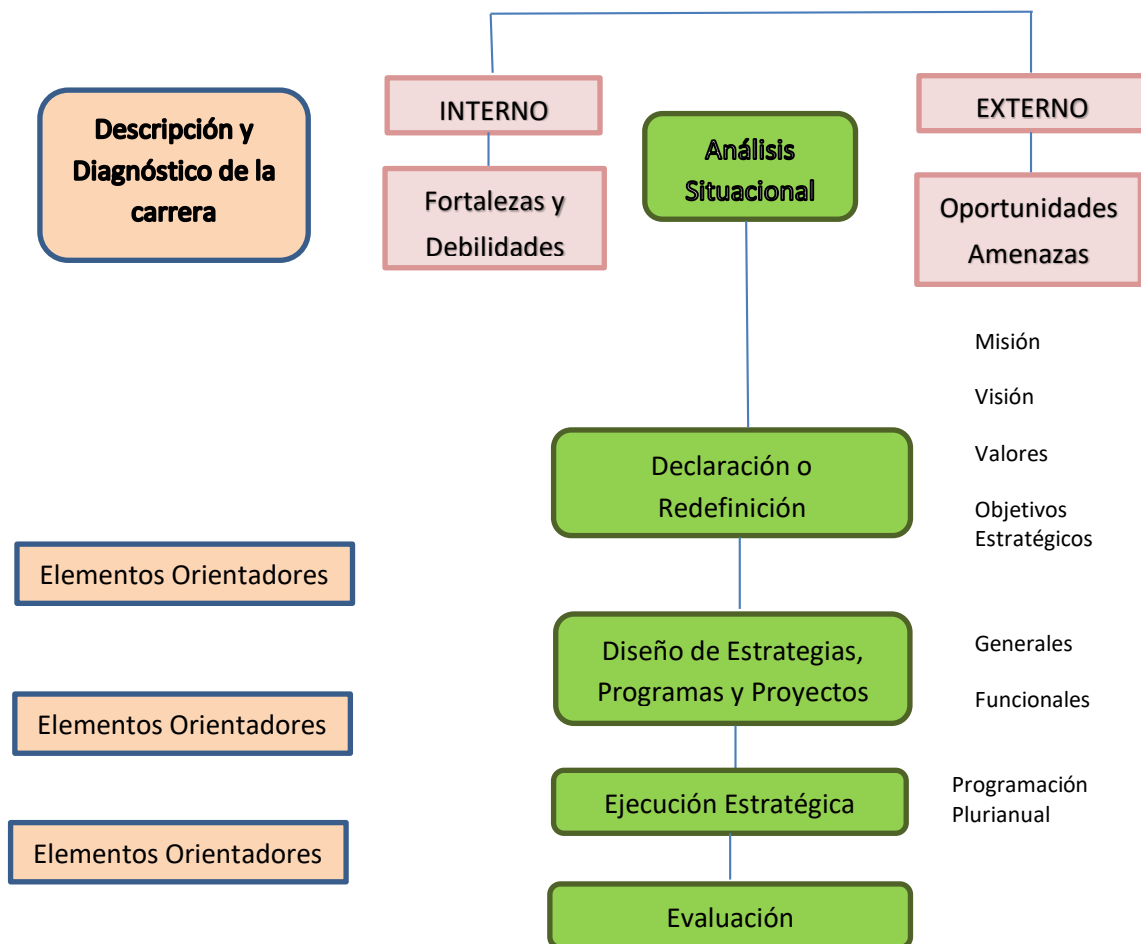 Descripción y
Diagnóstico de la
carrera
INTERNO
Fortalezas y
Debilidades
Análisis
Situacional
EXTERNO
Oportunidades
Amenazas
Misión
Visión
Declaración o
Redefinición
Valores
Objetivos
Estratégicos
Elementos Orientadores
Diseño de Estrategias,
Programas y Proyectos
Generales
Funcionales
Elementos Orientadores
Ejecución Estratégica
Programación
Plurianual
Elementos Orientadores
Evaluación